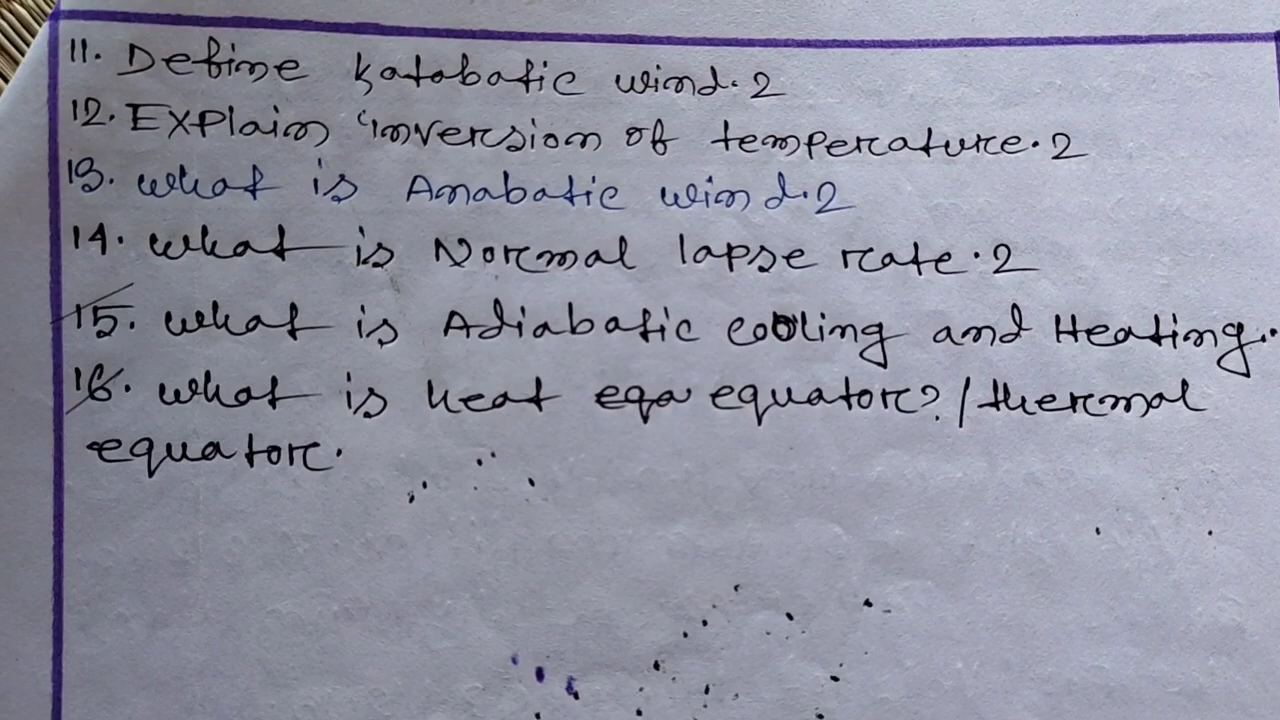 11. Define katabatic wind. 2
12. Explain inversion of temperature. 2
13. what is Anabatic wind. 2
14. what is Normal lapse rate. 2
15. what is Adiabatic cooling and Heating.
16. what is heat eqa equator? / thermal
equator.